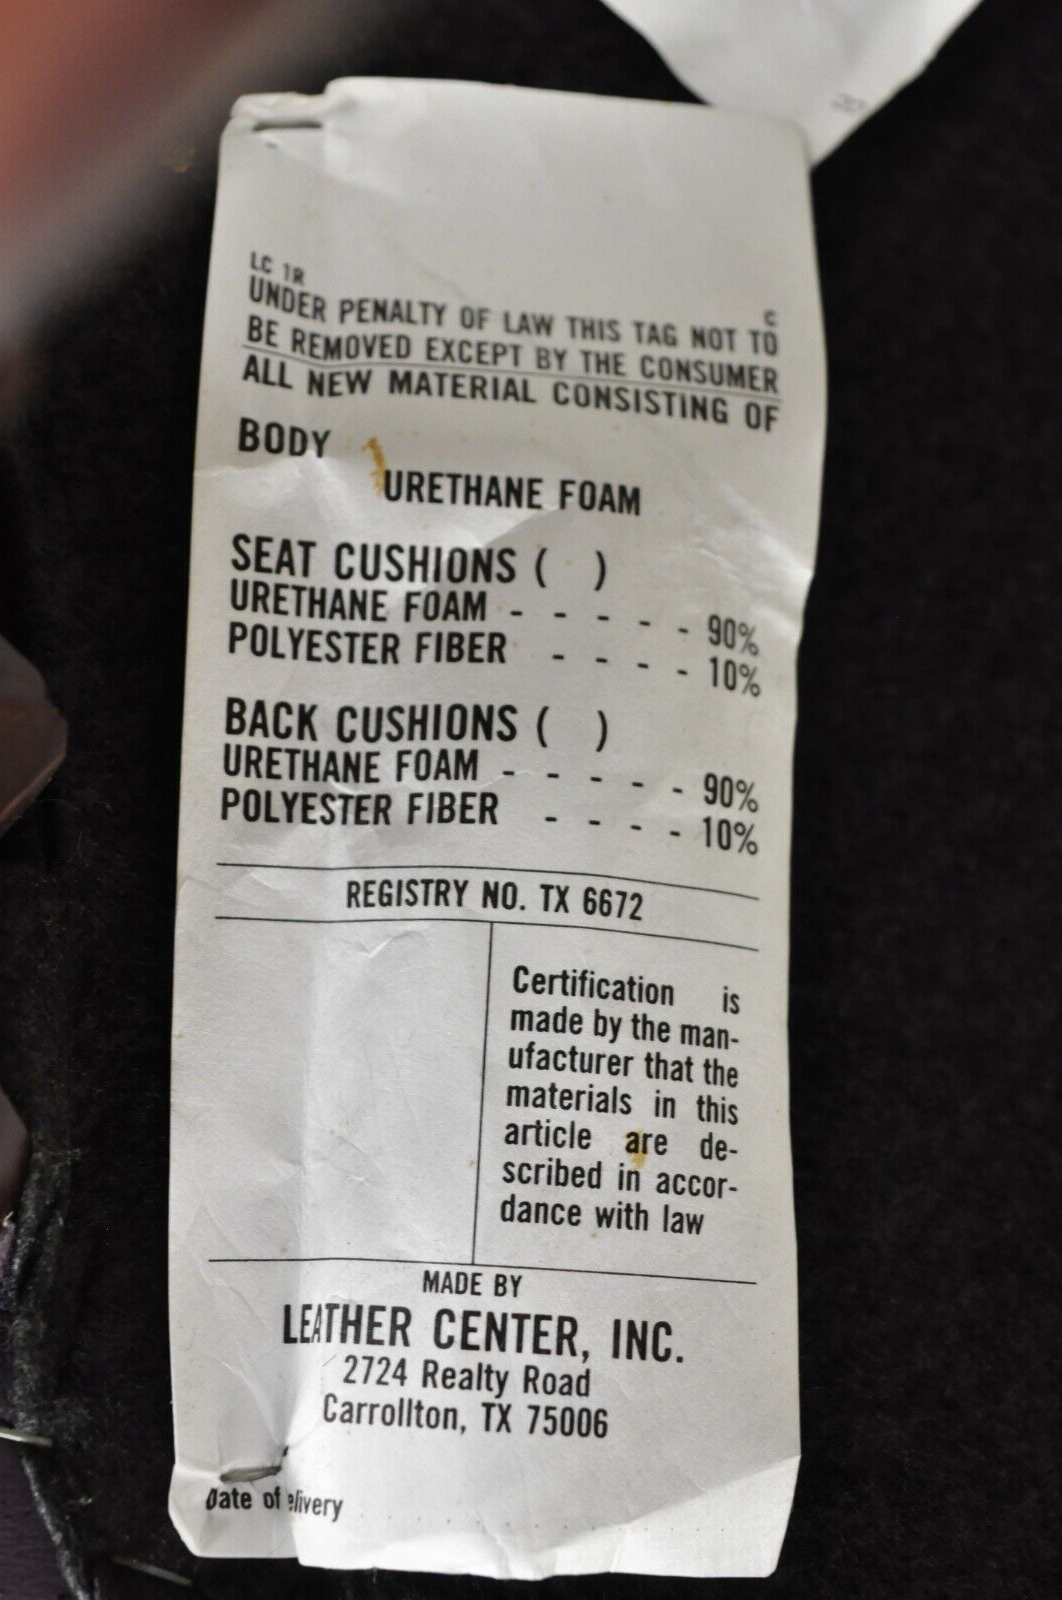 LC 1R
C
UNDER PENALTY OF LAW THIS TAG NOT TO
BE REMOVED EXCEPT BY THE CONSUMER
ALL NEW MATERIAL CONSISTING OF
BODY
URETHANE FOAM
SEAT CUSHIONS ( )
URETHANE FOAM - - - - - 90%
POLYESTER FIBER - - - - 10%
BACK CUSHIONS ( )
URETHANE FOAM - - - - - 90%
POLYESTER FIBER - - - - 10%
REGISTRY NO. TX 6672
Certification is
made by the man-
ufacturer that the
materials in this
article are de-
scribed in accor-
dance with law
MADE BY
LEATHER CENTER, INC.
2724 Realty Road
Carrollton, TX 75006
Date of elivery